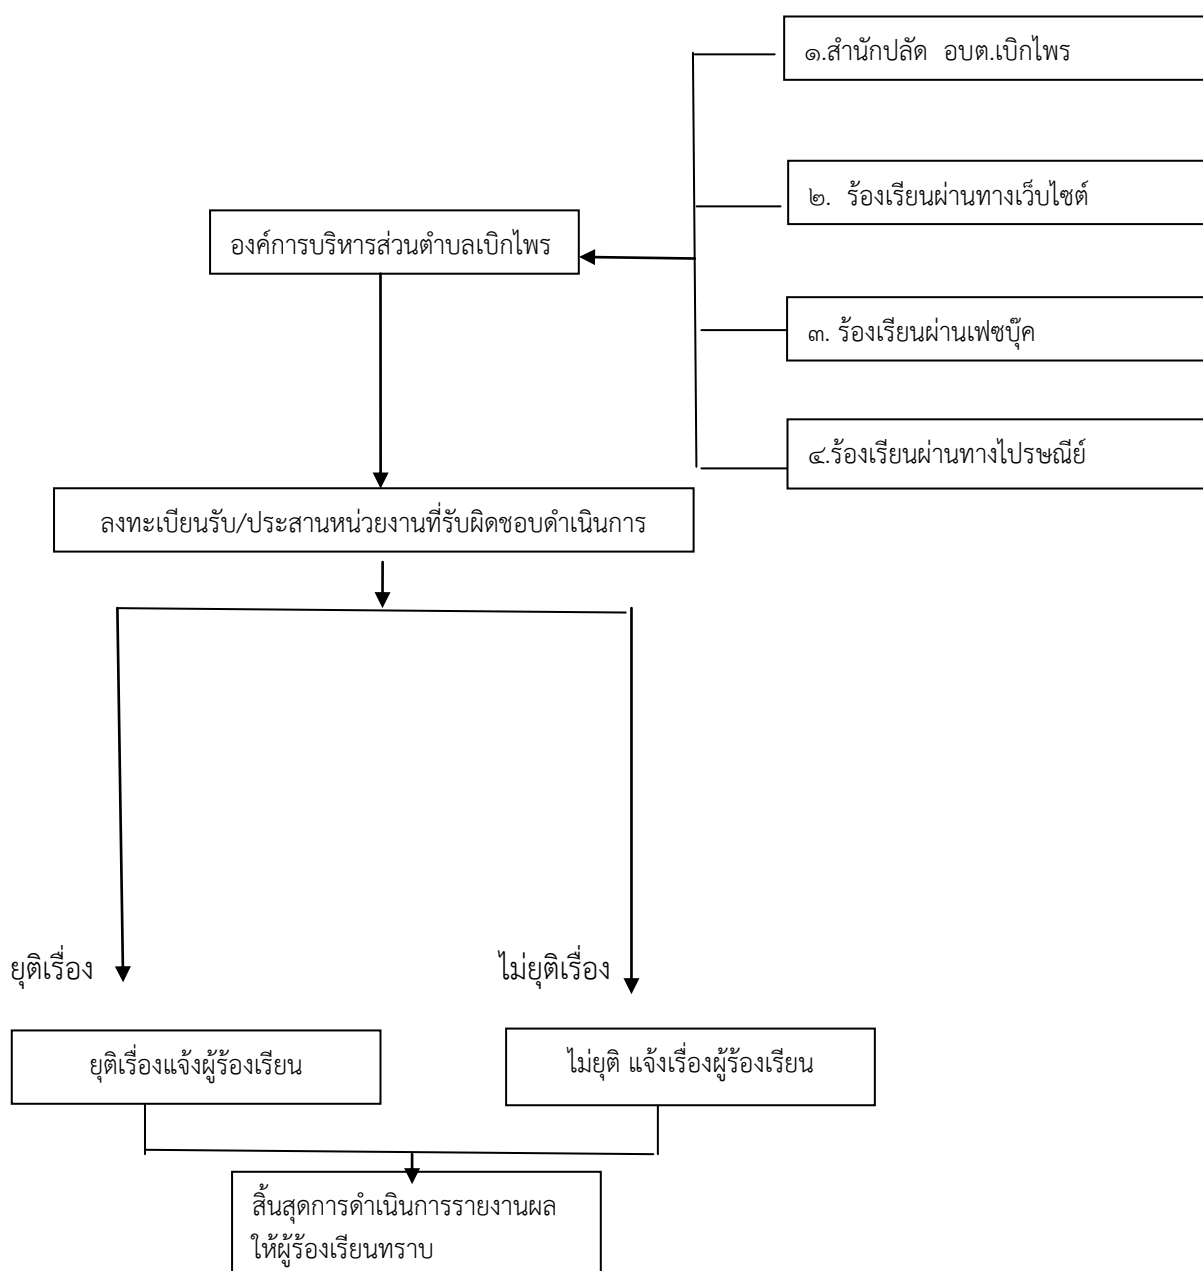 ๑.สำนักปลัด อบต.เบิกไพร
๒. ร้องเรียนผ่านทางเว็บไซต์
องค์การบริหารส่วนตำบลเบิกไพร
๓. ร้องเรียนผ่านเฟซบุ๊ค
๔.ร้องเรียนผ่านทางไปรษณีย์
ลงทะเบียนรับ/ประสานหน่วยงานที่รับผิดชอบดำเนินการ
ยุติเรื่อง
ไม่ยุติเรื่อง
ยุติเรื่องแจ้งผู้ร้องเรียน
ไม่ยุติ แจ้งเรื่องผู้ร้องเรียน
สิ้นสุดการดำเนินการรายงานผล
ให้ผู้ร้องเรียนทราบ